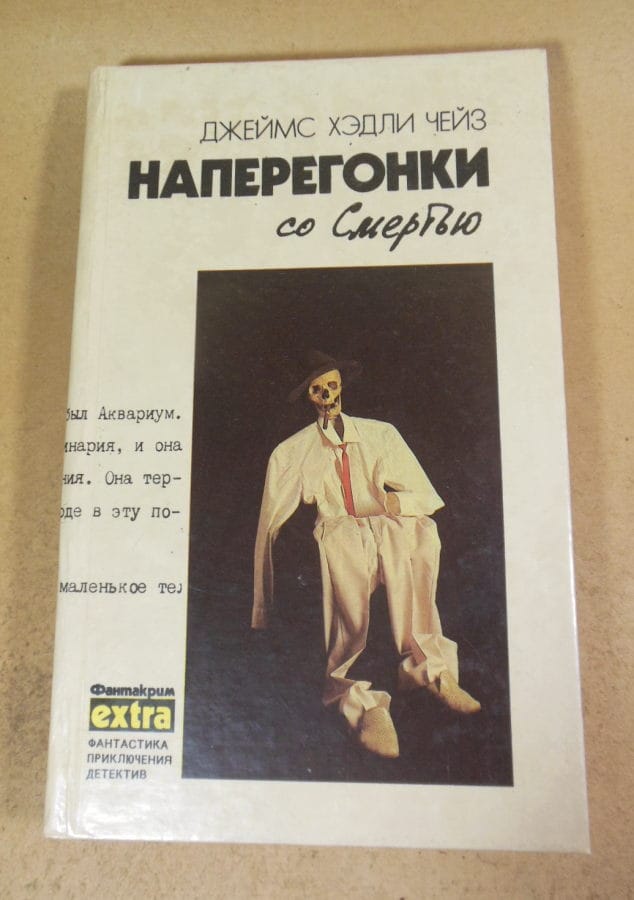 ДЖЕЙМС ХЭДЛИ ЧЕЙЗ
НАПЕРЕГОНКИ
со Смертью
был Аквариум.
инария, и она
ния. Она тер-
оде в эту по-
маленькое тел
Фантакрим
extra
ФАНТАСТИКА
ПРИКЛЮЧЕНИЯ
ДЕТЕКТИВ